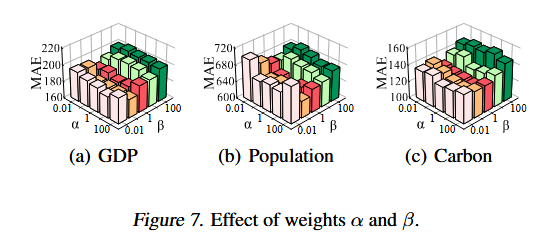 MAE
220
200
180
160
0.01
1
100
α
0.01
1
100
β
(a) GDP
MAE
720
680
640
600
0.01
1
100
α
0.01
1
100
β
(b) Population
MAE
160
140
120
100
0.01
1
100
α
0.01
1
100
β
(c) Carbon
Figure 7. Effect of weights α and β.